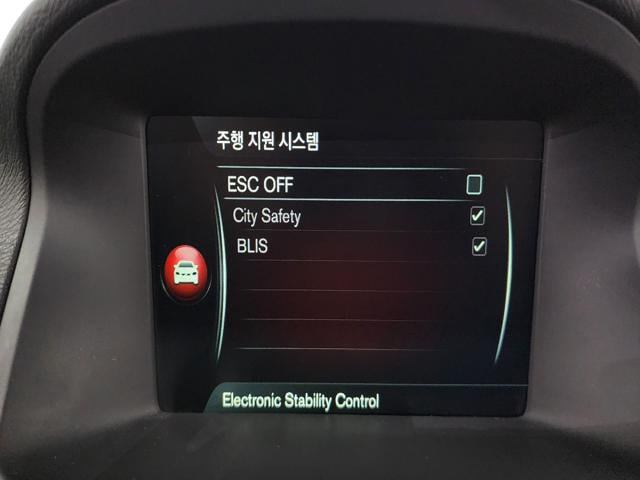 주행 지원 시스템
ESC OFF
City Safety
BLIS
Electronic Stability Control